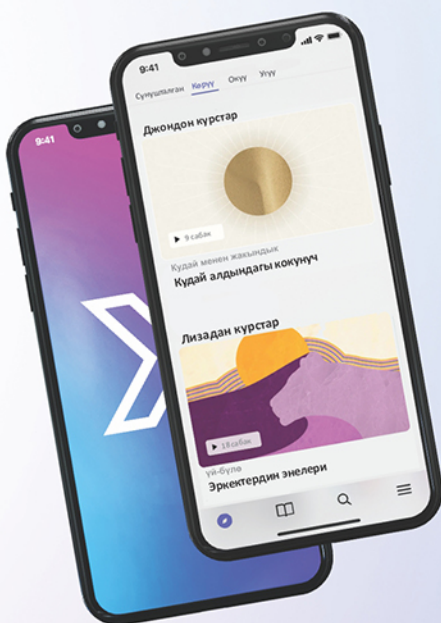 9:41
9:41
Сунушталган Көрүү Окуу Угуу
Джондон курстар
9 сабак
Кудай менен жакындык
Кудай алдындагы кокунуч
Лизадан курстар
18 сабак
үй-бүлө
Эркектердин энелери